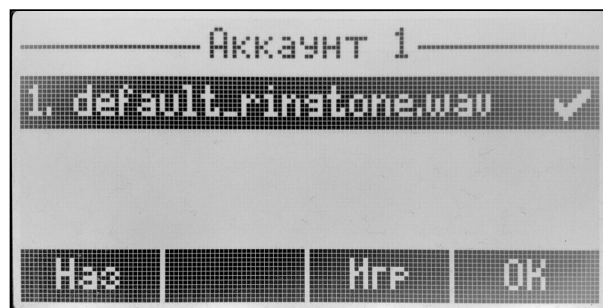 Аккаунт 1
1. default_ringtone.wav
Наз Игр ОК